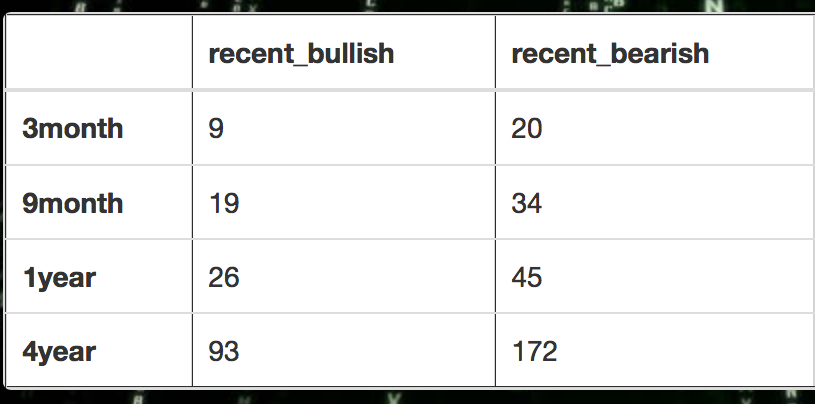 recent_bullish recent_bearish
3month 9 20
9month 19 34
1year 26 45
4year 93 172